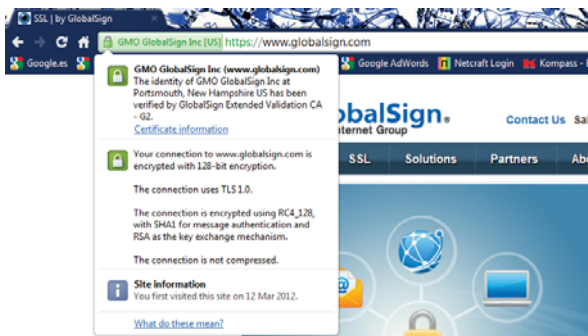 SSL | by GlobalSign
GMO GlobalSign Inc [US] https://www.globalsign.com
Google.es
Google AdWords Netcraft Login Kompass -
GMO GlobalSign Inc (www.globalsign.com)
The identity of GMO GlobalSign Inc at
Portsmouth, New Hampshire US has been
verified by GlobalSign Extended Validation CA
- G2.
Certificate information
Your connection to www.globalsign.com is
encrypted with 128-bit encryption.
The connection uses TLS 1.0.
The connection is encrypted using RC4_128,
with SHA1 for message authentication and
RSA as the key exchange mechanism.
The connection is not compressed.
Site information
You first visited this site on 12 Mar 2012.
What do these mean?
balSign®
nternet Group
Contact Us Sal
SSL Solutions Partners Ab